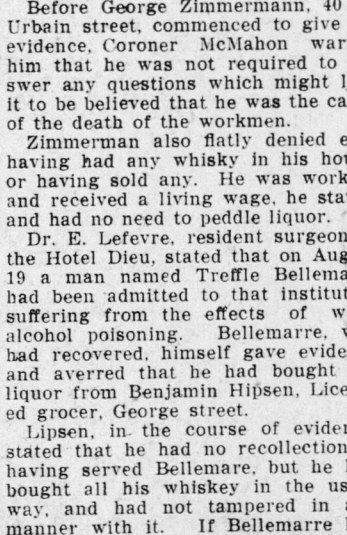 Before George Zimmermann, 40
Urbain street, commenced to give
evidence, Coroner McMahon war
him that he was not required to
swer any questions which might l
it to be believed that he was the ca
of the death of the workmen.
Zimmerman also flatly denied e
having had any whisky in his hou
or having sold any. He was work
and received a living wage, he sta
and had no need to peddle liquor.
Dr. E. Lefevre, resident surgeon
the Hotel Dieu, stated that on Aug
19 a man named Treffle Bellema
had been admitted to that institut
suffering from the effects of w
alcohol poisoning. Bellemarre, w
had recovered, himself gave evide
and averred that he had bought
liquor from Benjamin Hipsen, Lice
ed grocer, George street.
Lipsen, in the course of eviden
stated that he had no recollection
having served Bellemare, but he h
bought all his whiskey in the us
way, and had not tampered in a
manner with it. If Bellemarre h